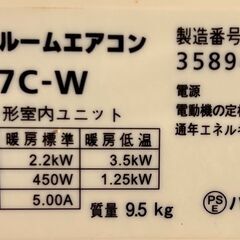 ルームエアコン
7C-W
形室内ユニット
暖房標準 暖房低温
2.2kW 3.5kW
450W 1.25kW
5.00A
質量 9.5 kg
製造番号
3589
電源
電動機の定
通年エネル
PSE